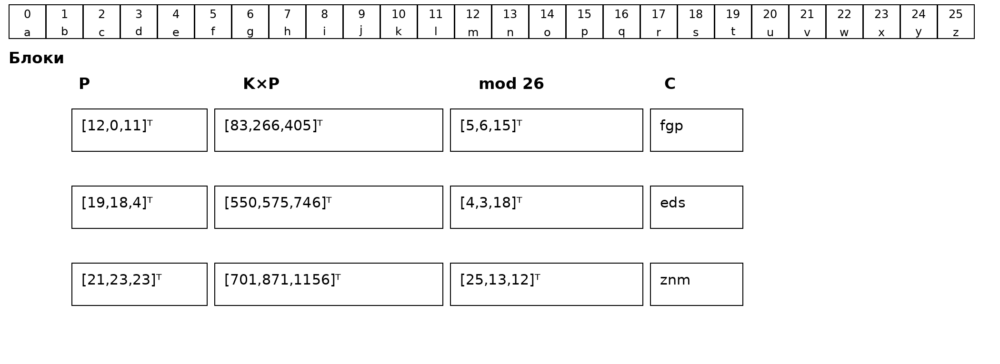 0 1 2 3 4 5 6 7 8 9 10 11 12 13 14 15 16 17 18 19 20 21 22 23 24 25
a b c d e f g h i j k l m n o p q r s t u v w x y z
Блоки
P K×P mod 26 C
[12,0,11]ᵀ [83,266,405]ᵀ [5,6,15]ᵀ fgp
[19,18,4]ᵀ [550,575,746]ᵀ [4,3,18]ᵀ eds
[21,23,23]ᵀ [701,871,1156]ᵀ [25,13,12]ᵀ znm